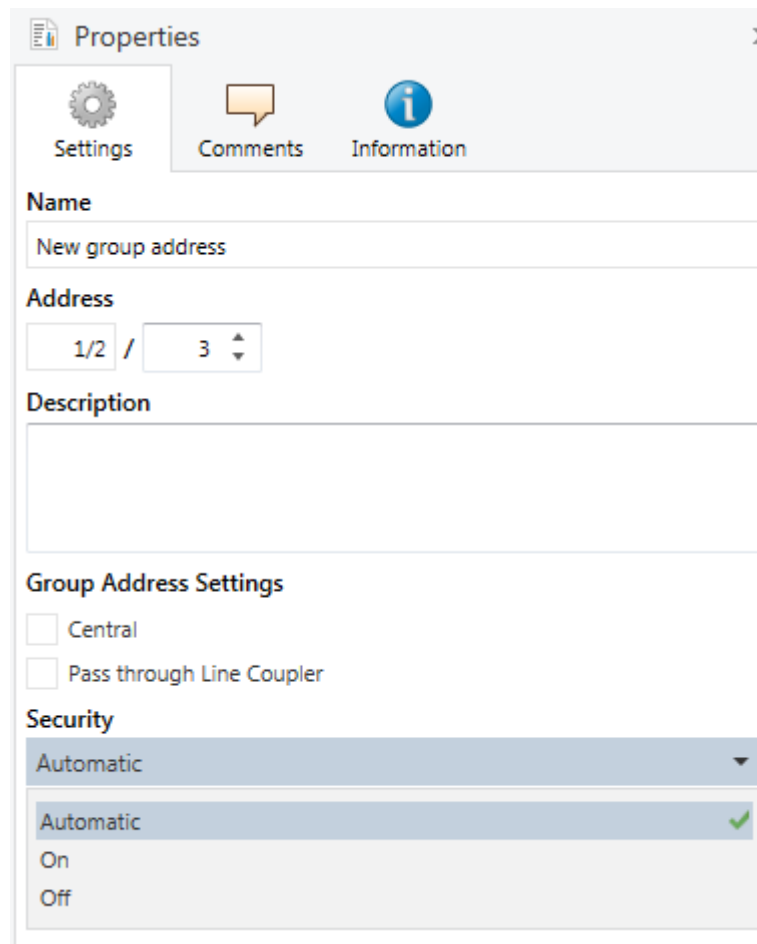 Properties
Settings Comments Information
Name
New group address
Address
1/2 / 3
Description
Group Address Settings
Central
Pass through Line Coupler
Security
Automatic
Automatic
On
Off